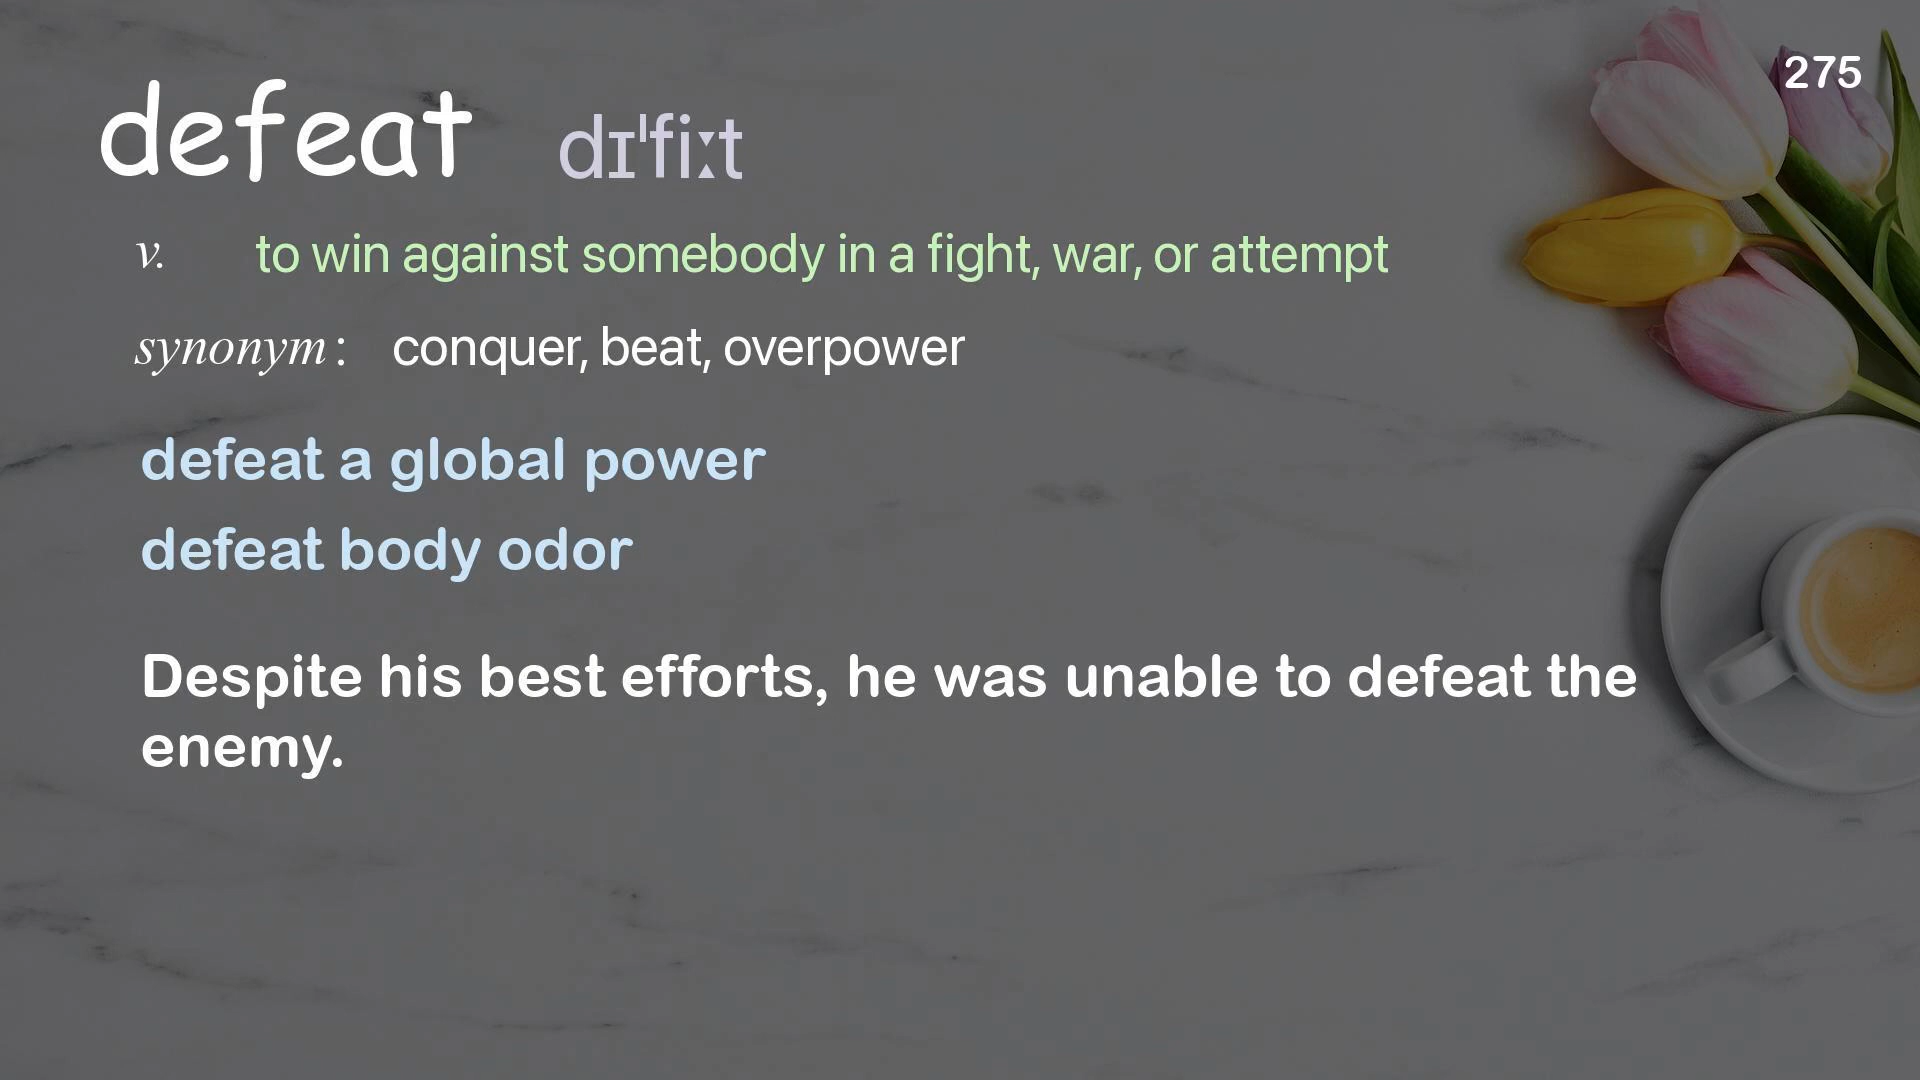 275
defeat dɪˈfiːt
v. to win against somebody in a fight, war, or attempt
synonym: conquer, beat, overpower
defeat a global power
defeat body odor
Despite his best efforts, he was unable to defeat the
enemy.